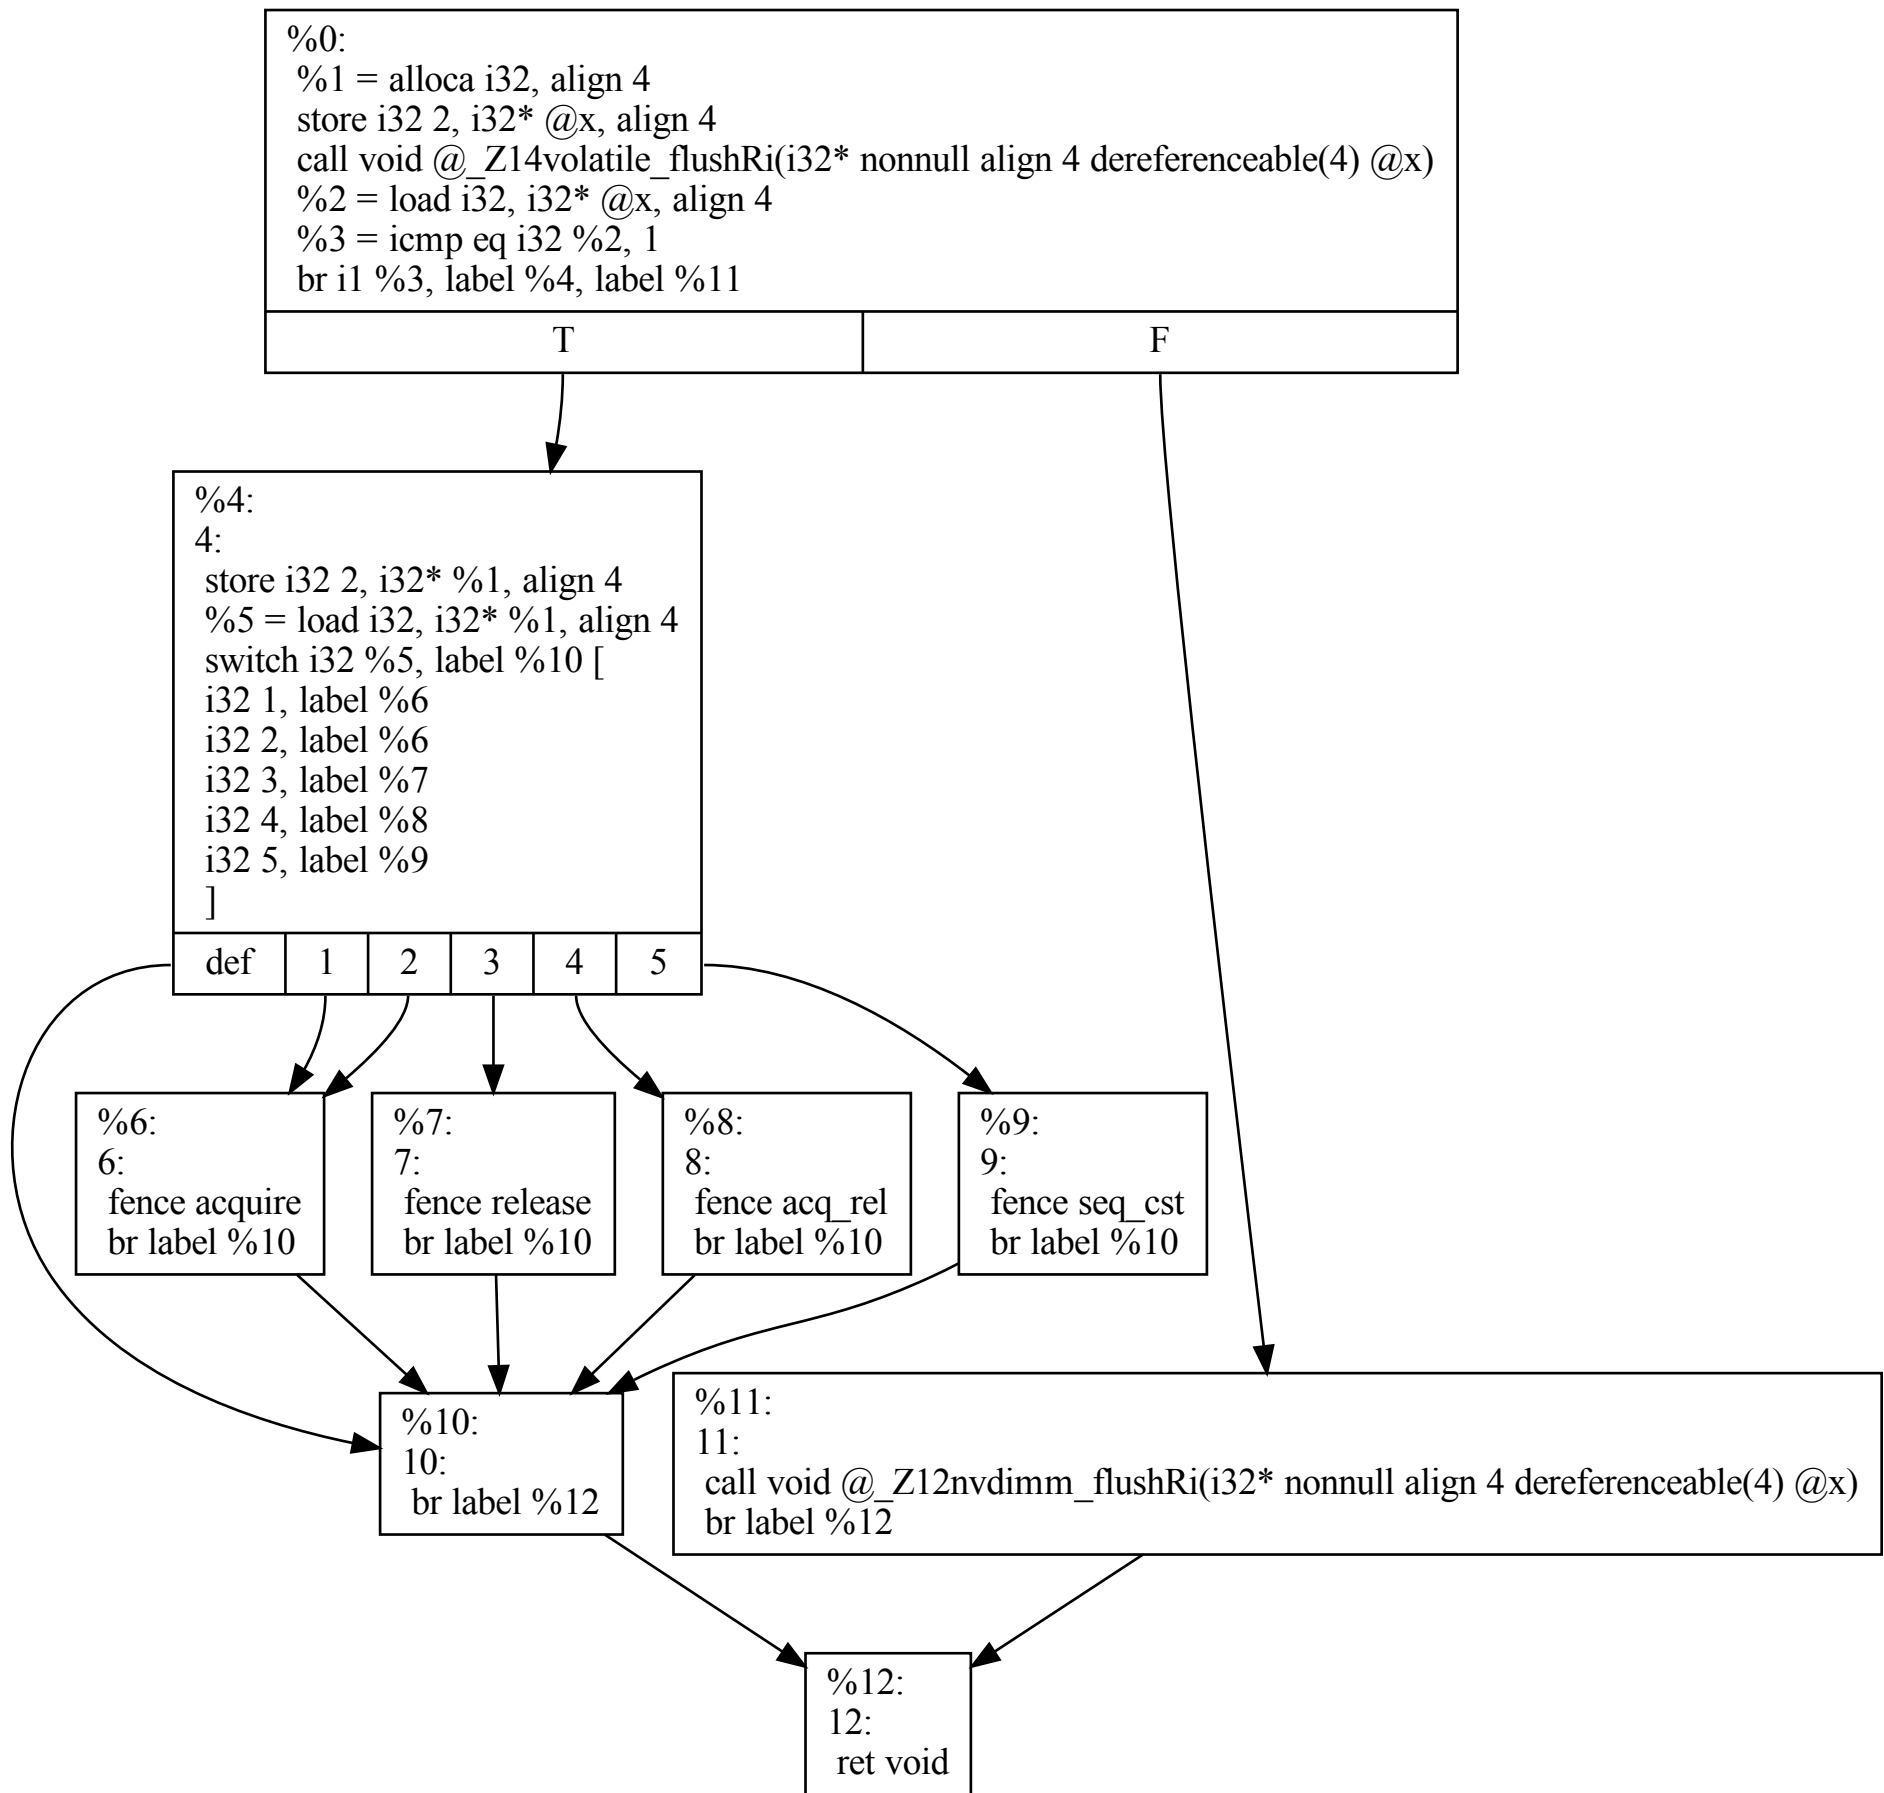 %0:
%1 = alloca i32, align 4
store i32 2, i32* @x, align 4
call void @_Z14volatile_flushRi(i32* nonnull align 4 dereferenceable(4) @x)
%2 = load i32, i32* @x, align 4
%3 = icmp eq i32 %2, 1
br i1 %3, label %4, label %11
T
F
%4:
4:
store i32 2, i32* %1, align 4
%5 = load i32, i32* %1, align 4
switch i32 %5, label %10 [
i32 1, label %6
i32 2, label %6
i32 3, label %7
i32 4, label %8
i32 5, label %9
]
def
1
2
3
4
5
%6:
6:
fence acquire
br label %10
%7:
7:
fence release
br label %10
%8:
8:
fence acq_rel
br label %10
%9:
9:
fence seq_cst
br label %10
%10:
10:
br label %12
%11:
11:
call void @_Z12nvdimm_flushRi(i32* nonnull align 4 dereferenceable(4) @x)
br label %12
%12:
12:
ret void